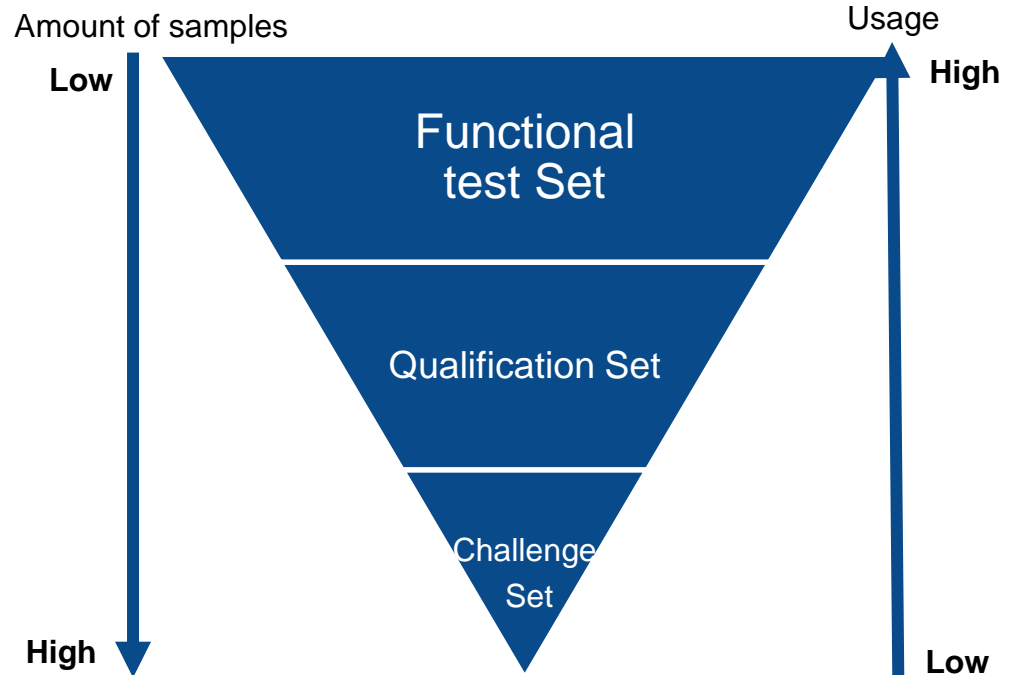 Amount of samples
Usage
Low
High
Functional
test Set
Qualification Set
Challenge
Set
High
Low